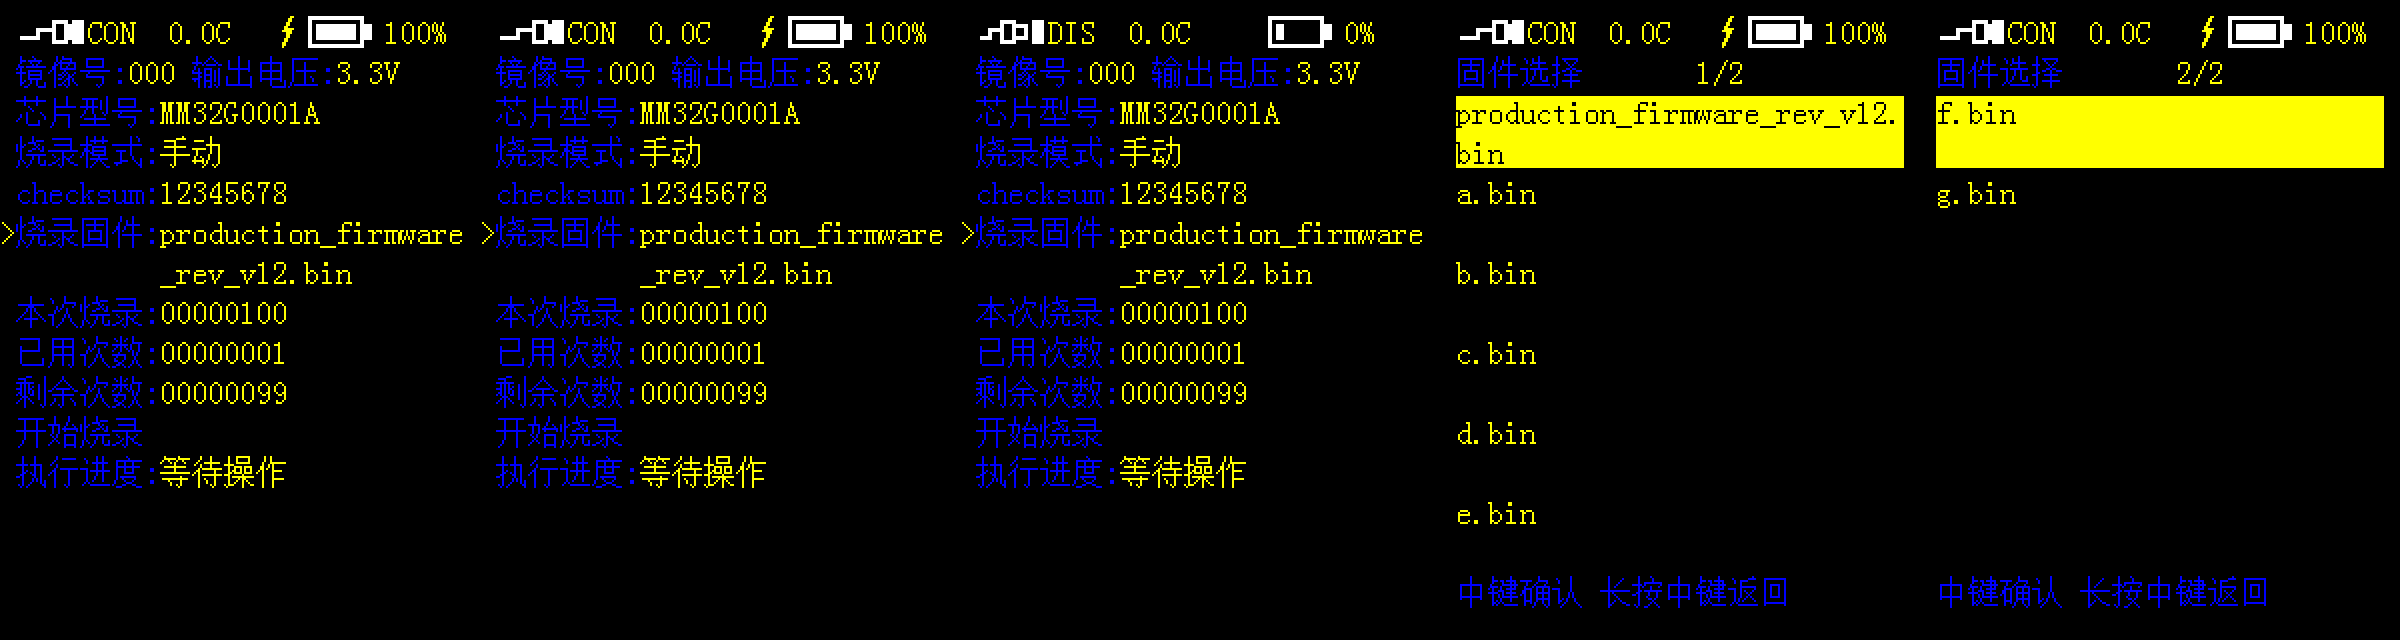 CON 0.0C 100%
镜像号:000 输出电压:3.3V
芯片型号:MM32G0001A
烧录模式:手动
checksum:12345678
>烧录固件:production_firmware
_rev_v12.bin
本次烧录:00000100
已用次数:00000001
剩余次数:00000099
开始烧录
执行进度:等待操作
CON 0.0C 100%
镜像号:000 输出电压:3.3V
芯片型号:MM32G0001A
烧录模式:手动
checksum:12345678
>烧录固件:production_firmware
_rev_v12.bin
本次烧录:00000100
已用次数:00000001
剩余次数:00000099
开始烧录
执行进度:等待操作
DIS 0.0C 0%
镜像号:000 输出电压:3.3V
芯片型号:MM32G0001A
烧录模式:手动
checksum:12345678
>烧录固件:production_firmware
_rev_v12.bin
本次烧录:00000100
已用次数:00000001
剩余次数:00000099
开始烧录
执行进度:等待操作
CON 0.0C 100%
固件选择 1/2
production_firmware_rev_v12.
bin
a.bin
b.bin
c.bin
d.bin
e.bin
中键确认 长按中键返回
CON 0.0C 100%
固件选择 2/2
f.bin
g.bin
中键确认 长按中键返回